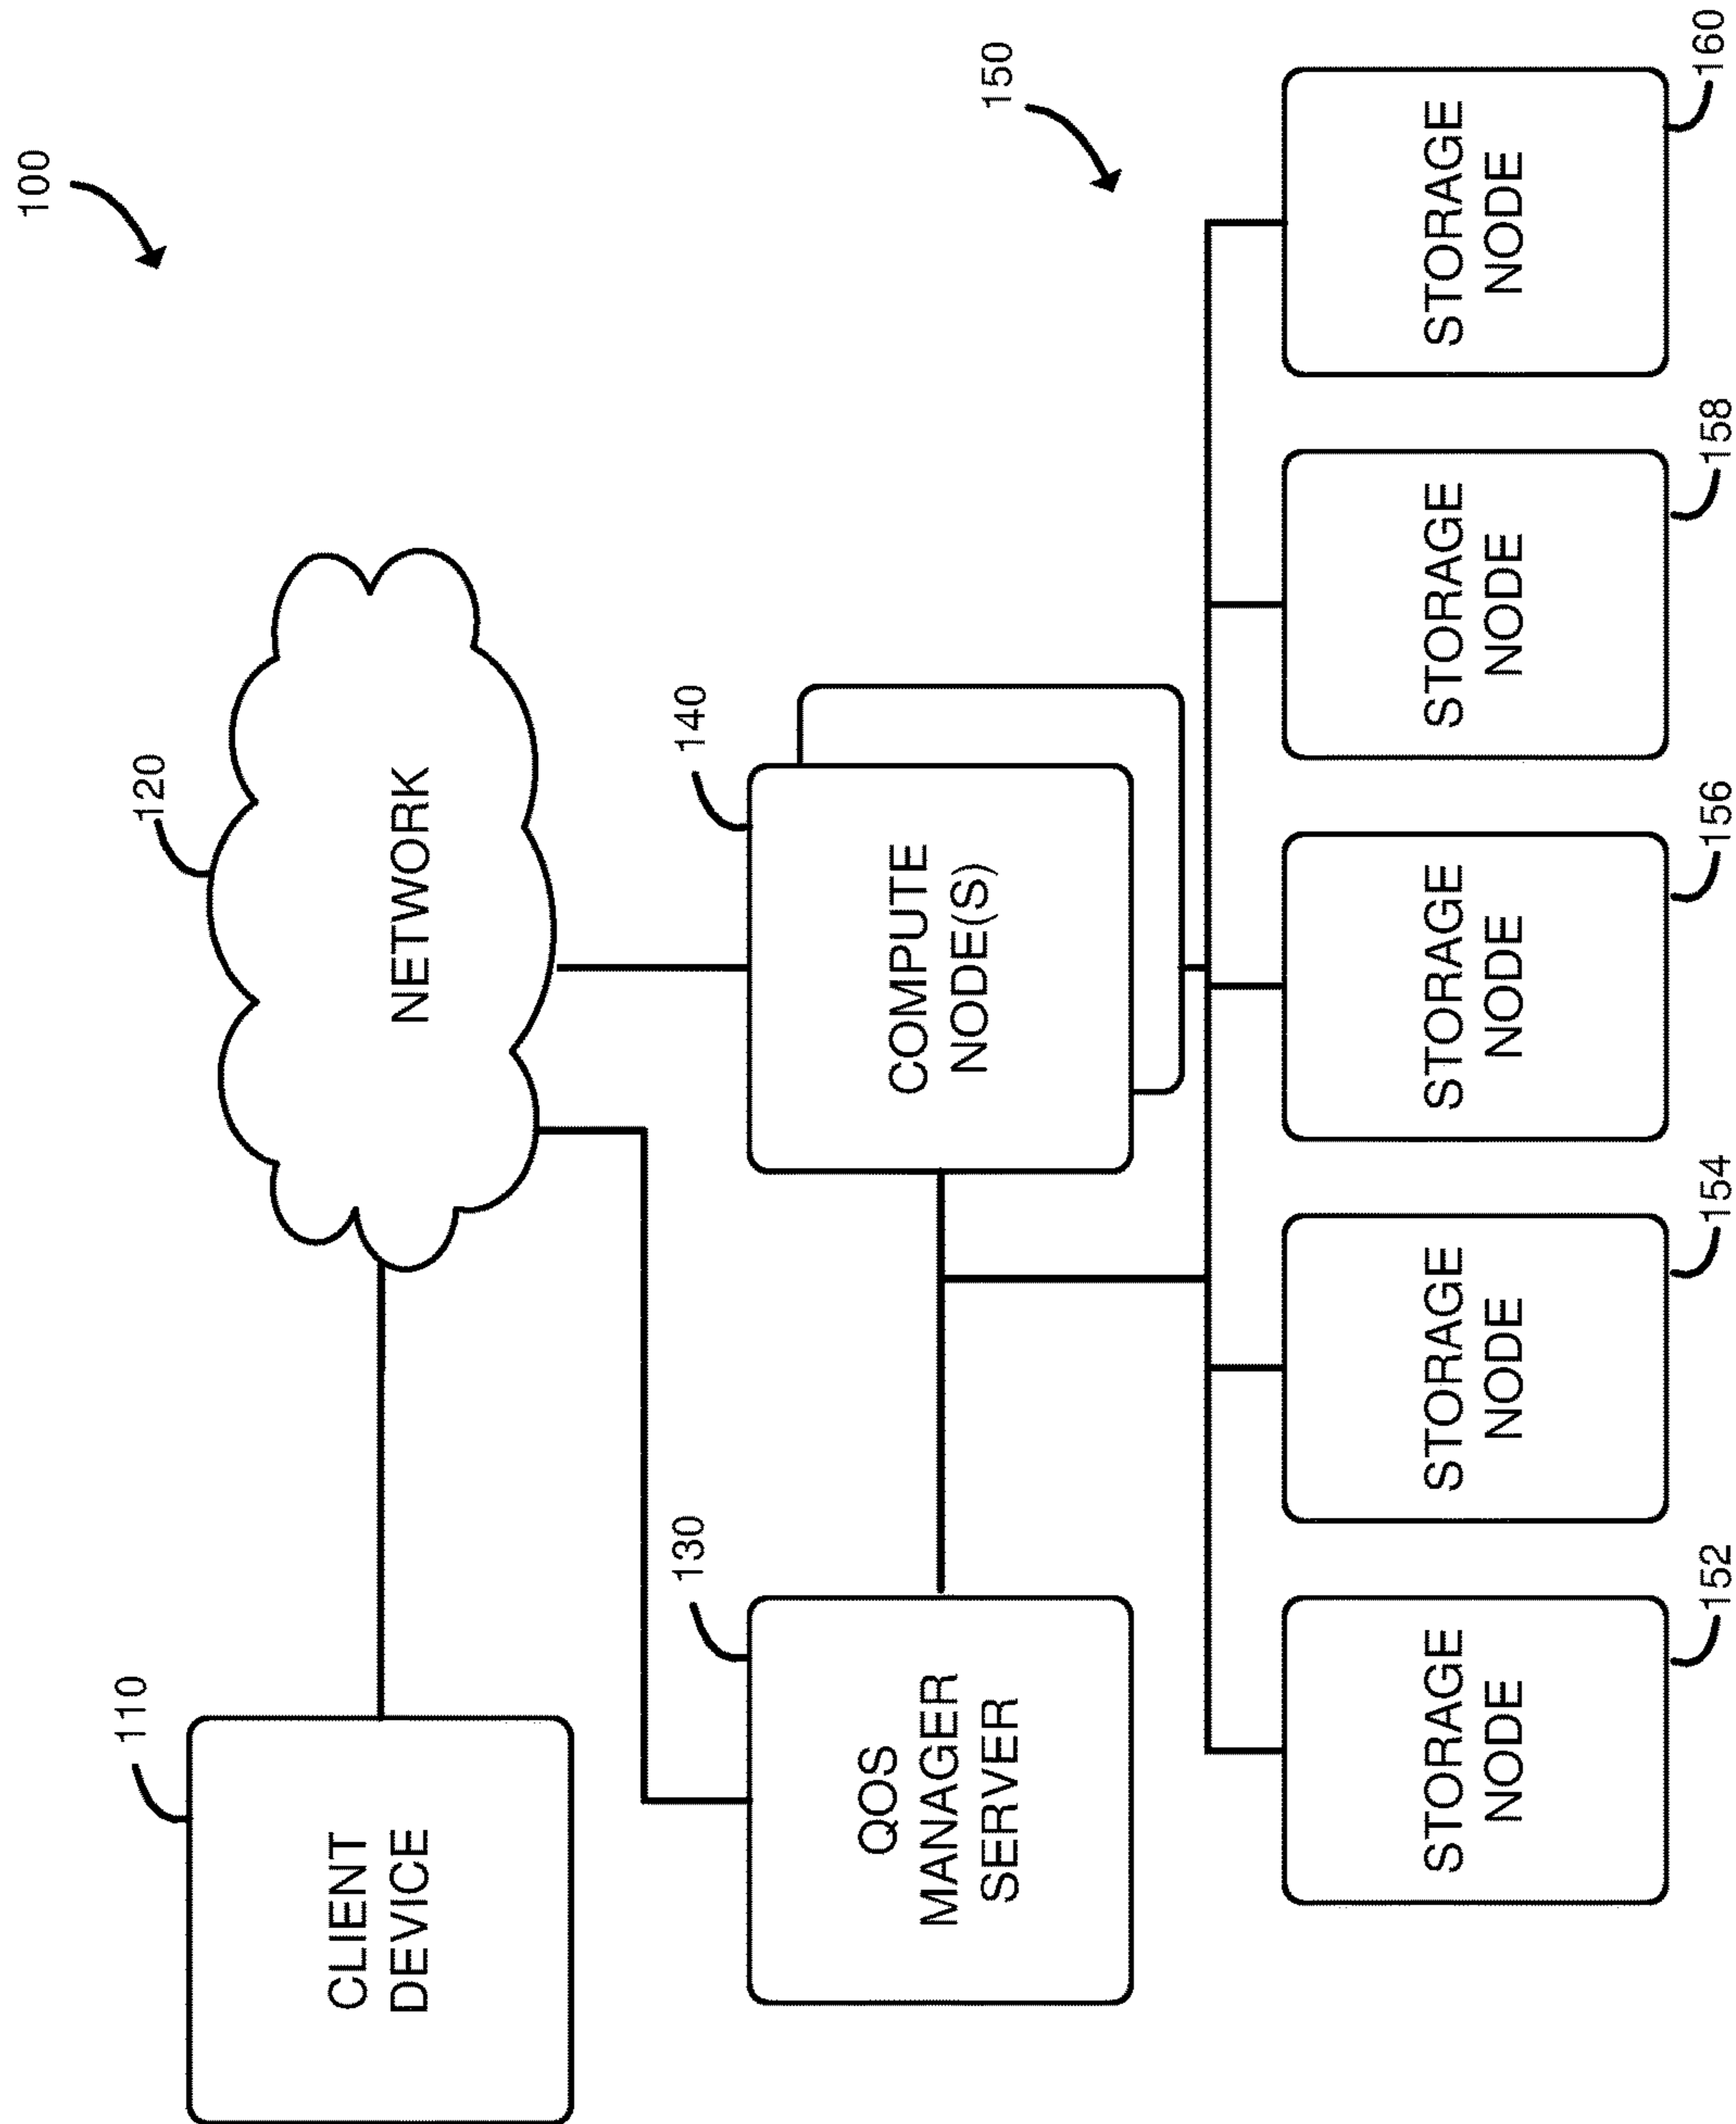 100
110
CLIENT
DEVICE
120
NETWORK
130
QOS
MANAGER
SERVER
140
COMPUTE
NODE(S)
150
STORAGE
NODE
152
STORAGE
NODE
154
STORAGE
NODE
156
STORAGE
NODE
158
STORAGE
NODE
160